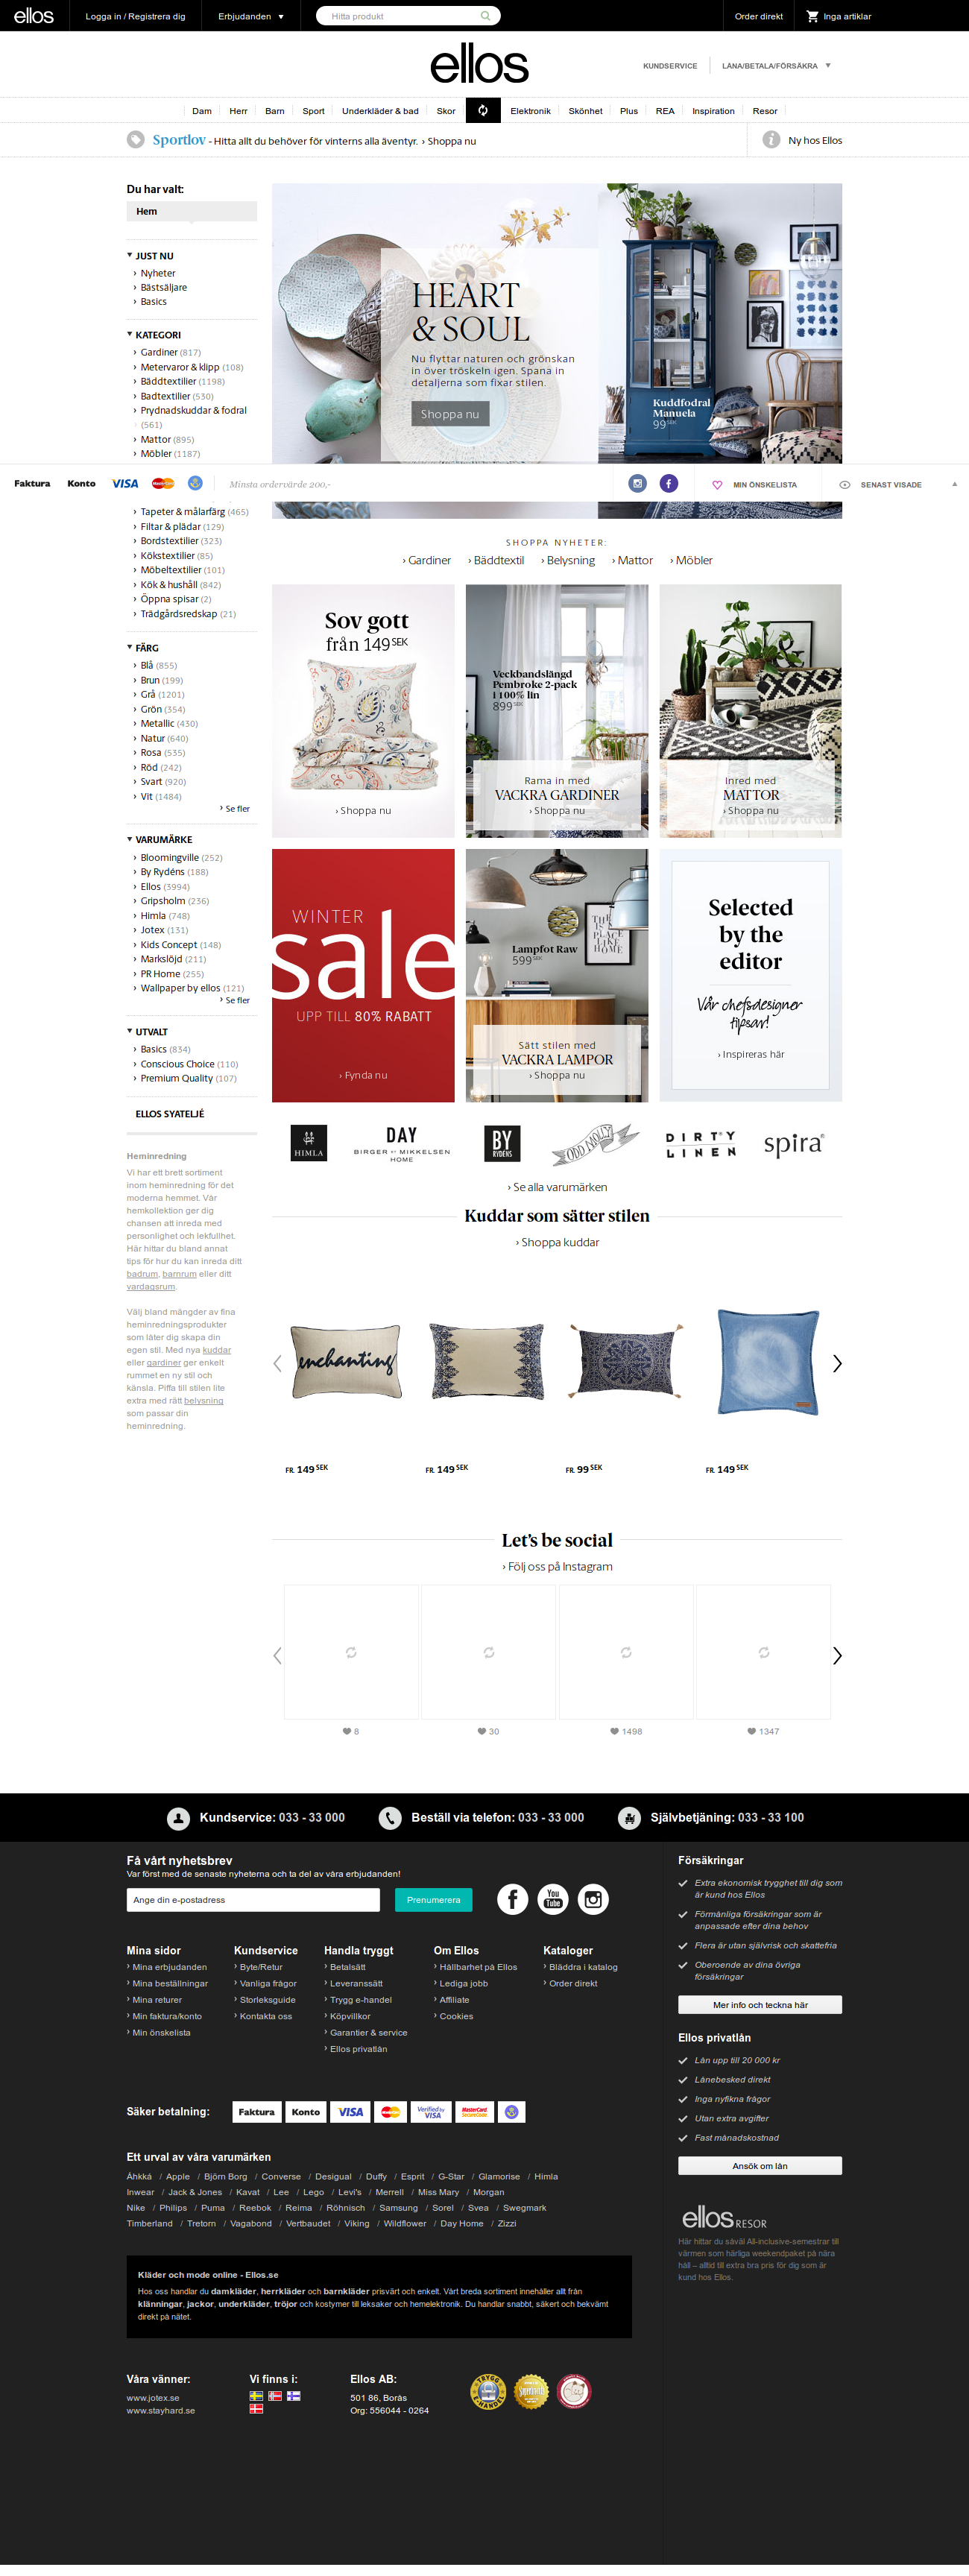 ellos
Logga in / Registrera dig
Erbjudanden
Hitta produkt
Order direkt
Inga artiklar
ellos
KUNDSERVICE
LÅNA/BETALA/FÖRSÄKRA
Dam Herr Barn Sport Underkläder & bad Skor Elektronik Skönhet Plus REA Inspiration Resor
Sportlov - Hitta allt du behöver för vinterns alla äventyr. › Shoppa nu
Ny hos Ellos
Du har valt:
Hem
JUST NU
› Nyheter
› Bästsäljare
› Basics
KATEGORI
› Gardiner (817)
› Metervaror & klipp (108)
› Bäddtextilier (1198)
› Badtextilier (530)
› Prydnadskuddar & fodral
(561)
› Mattor (895)
› Möbler (1187)
HEART
& SOUL
Nu flyttar naturen och grönskan
in över tröskeln igen. Spana in
detaljerna som fixar stilen.
Shoppa nu
Kuddfodral
Manuela
99 SEK
Faktura Konto VISA MasterCard
Minsta ordervärde 200,-
MIN ÖNSKELISTA
SENAST VISADE
› Tapeter & målarfärg (465)
› Filtar & plädar (129)
› Bordstextilier (323)
› Kökstextilier (85)
› Möbeltextilier (101)
› Kök & hushåll (842)
› Öppna spisar (2)
› Trädgårdsredskap (21)
FÄRG
› Blå (855)
› Brun (199)
› Grå (1201)
› Grön (354)
› Metallic (430)
› Natur (640)
› Rosa (535)
› Röd (242)
› Svart (920)
› Vit (1484)
› Se fler
VARUMÄRKE
› Bloomingville (252)
› By Rydéns (188)
› Ellos (3994)
› Gripsholm (236)
› Himla (748)
› Jotex (131)
› Kids Concept (148)
› Markslöjd (211)
› PR Home (255)
› Wallpaper by ellos (121)
› Se fler
UTVALT
› Basics (834)
› Conscious Choice (110)
› Premium Quality (107)
ELLOS SYATELJÉ
Heminredning
Vi har ett brett sortiment
inom heminredning för det
moderna hemmet. Vår
hemkollektion ger dig
chansen att inreda med
personlighet och lekfullhet.
Här hittar du bland annat
tips för hur du kan inreda ditt
badrum, barnrum eller ditt
vardagsrum.
Välj bland mängder av fina
heminredningsprodukter
som låter dig skapa din
egen stil. Med nya kuddar
eller gardiner ger enkelt
rummet en ny stil och
känsla. Piffa till stilen lite
extra med rätt belysning
som passar din
heminredning.
SHOPPA NYHETER:
› Gardiner › Bäddtextil › Belysning › Mattor › Möbler
Sov gott
från 149 SEK
› Shoppa nu
Veckbandslängd
Pembroke 2-pack
i 100% lin
899 SEK
Rama in med
VACKRA GARDINER
› Shoppa nu
Inred med
MATTOR
› Shoppa nu
WINTER
sale
UPP TILL 80% RABATT
› Fynda nu
THE
PLACE
LIKE
HOME
Lampfot Raw
599 SEK
Sätt stilen med
VACKRA LAMPOR
› Shoppa nu
Selected
by the
editor
Vår chefsdesigner
tipsar!
› Inspireras här
HIMLA
DAY
BIRGER et MIKKELSEN
HOME
BY
RYDÉNS
ODD MOLLY
DIRTY
LINEN
spira
› Se alla varumärken
Kuddar som sätter stilen
› Shoppa kuddar
enchanting
FR. 149 SEK
FR. 149 SEK
FR. 99 SEK
FR. 149 SEK
Let's be social
› Följ oss på Instagram
8
30
1498
1347
Kundservice: 033 - 33 000
Beställ via telefon: 033 - 33 000
Självbetjäning: 033 - 33 100
Få vårt nyhetsbrev
Var först med de senaste nyheterna och ta del av våra erbjudanden!
Ange din e-postadress
Prenumerera
You
Tube
Mina sidor
› Mina erbjudanden
› Mina beställningar
› Mina returer
› Min faktura/konto
› Min önskelista
Kundservice
› Byte/Retur
› Vanliga frågor
› Storleksguide
› Kontakta oss
Handla tryggt
› Betalsätt
› Leveranssätt
› Trygg e-handel
› Köpvillkor
› Garantier & service
› Ellos privatlån
Om Ellos
› Hållbarhet på Ellos
› Lediga jobb
› Affiliate
› Cookies
Kataloger
› Bläddra i katalog
› Order direkt
Säker betalning:
Faktura Konto VISA MasterCard Verified by VISA MasterCard SecureCode
Ett urval av våra varumärken
Åhkká / Apple / Björn Borg / Converse / Desigual / Duffy / Esprit / G-Star / Glamorise / Himla
Inwear / Jack & Jones / Kavat / Lee / Lego / Levi's / Merrell / Miss Mary / Morgan
Nike / Philips / Puma / Reebok / Reima / Röhnisch / Samsung / Sorel / Svea / Swegmark
Timberland / Tretorn / Vagabond / Vertbaudet / Viking / Wildflower / Day Home / Zizzi
Kläder och mode online - Ellos.se
Hos oss handlar du damkläder, herrkläder och barnkläder prisvärt och enkelt. Vårt breda sortiment innehåller allt från
klänningar, jackor, underkläder, tröjor och kostymer till leksaker och hemelektronik. Du handlar snabbt, säkert och bekvämt
direkt på nätet.
Våra vänner:
www.jotex.se
www.stayhard.se
Vi finns i:
Ellos AB:
501 86, Borås
Org: 556044 - 0264
Försäkringar
Extra ekonomisk trygghet till dig som
är kund hos Ellos
Förmånliga försäkringar som är
anpassade efter dina behov
Flera är utan självrisk och skattefria
Oberoende av dina övriga
försäkringar
Mer info och teckna här
Ellos privatlån
Lån upp till 20 000 kr
Lånebesked direkt
Inga nyfikna frågor
Utan extra avgifter
Fast månadskostnad
Ansök om lån
ellos RESOR
Här hittar du såväl All-inclusive-semestrar till
värmen som härliga weekendpaket på nära
håll – alltid till extra bra pris för dig som är
kund hos Ellos.